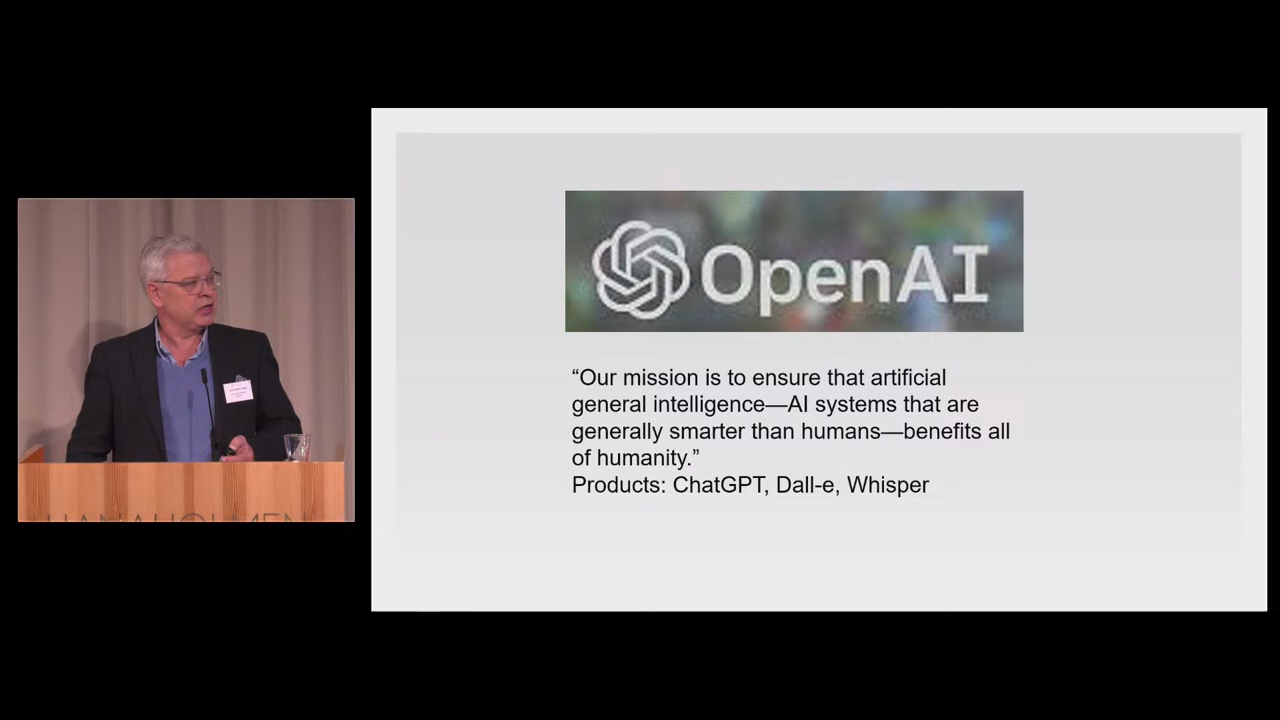 OpenAI
“Our mission is to ensure that artificial
general intelligence—AI systems that are
generally smarter than humans—benefits all
of humanity.”
Products: ChatGPT, Dall-e, Whisper
HANAHOLMEN